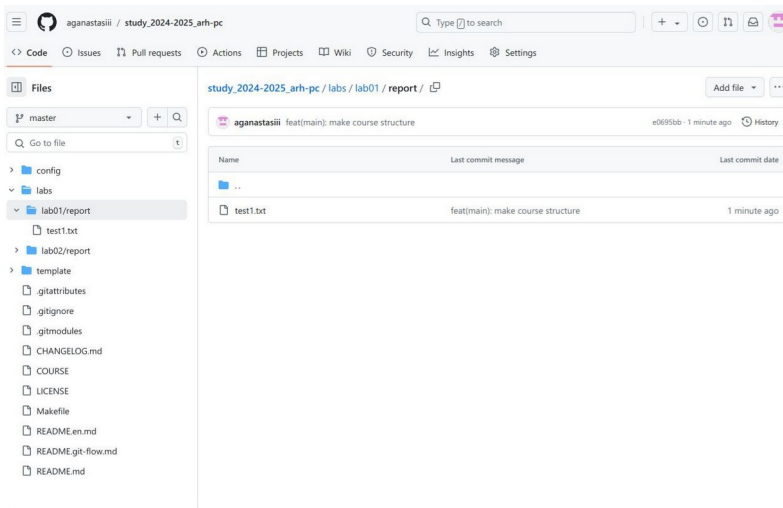 aganastasiii / study_2024-2025_arh-pc
Type / to search
<> Code Issues Pull requests Actions Projects Wiki Security Insights Settings
Files
master
Go to file t
config
labs
lab01/report
test1.txt
lab02/report
template
.gitattributes
.gitignore
.gitmodules
CHANGELOG.md
COURSE
LICENSE
Makefile
README.en.md
README.git-flow.md
README.md
study_2024-2025_arh-pc / labs / lab01 / report /
Add file
aganastasiii feat(main): make course structure e0695bb · 1 minute ago History
Name Last commit message Last commit date
..
test1.txt feat(main): make course structure 1 minute ago